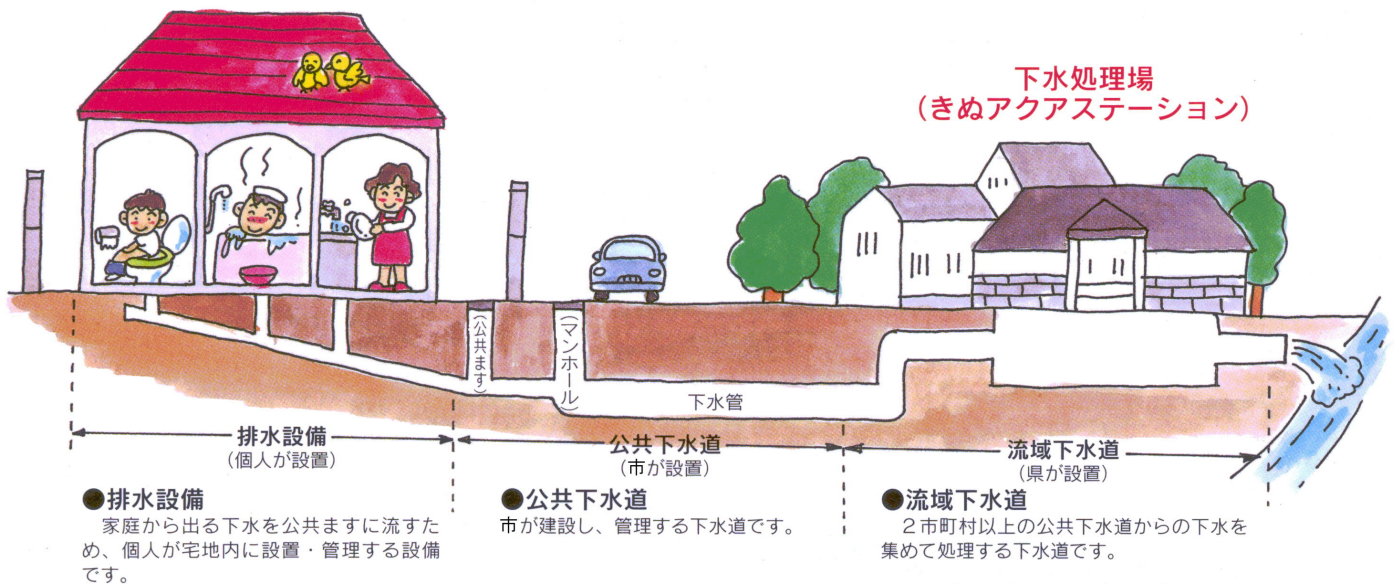 下水処理場
（きぬアクアステーション）
（公共ます）
（マンホール）
下水管
排水設備
（個人が設置）
公共下水道
（市が設置）
流域下水道
（県が設置）
●排水設備
家庭から出る下水を公共ますに流すた
め、個人が宅地内に設置・管理する設備
です。
●公共下水道
市が建設し、管理する下水道です。
●流域下水道
２市町村以上の公共下水道からの下水を
集めて処理する下水道です。